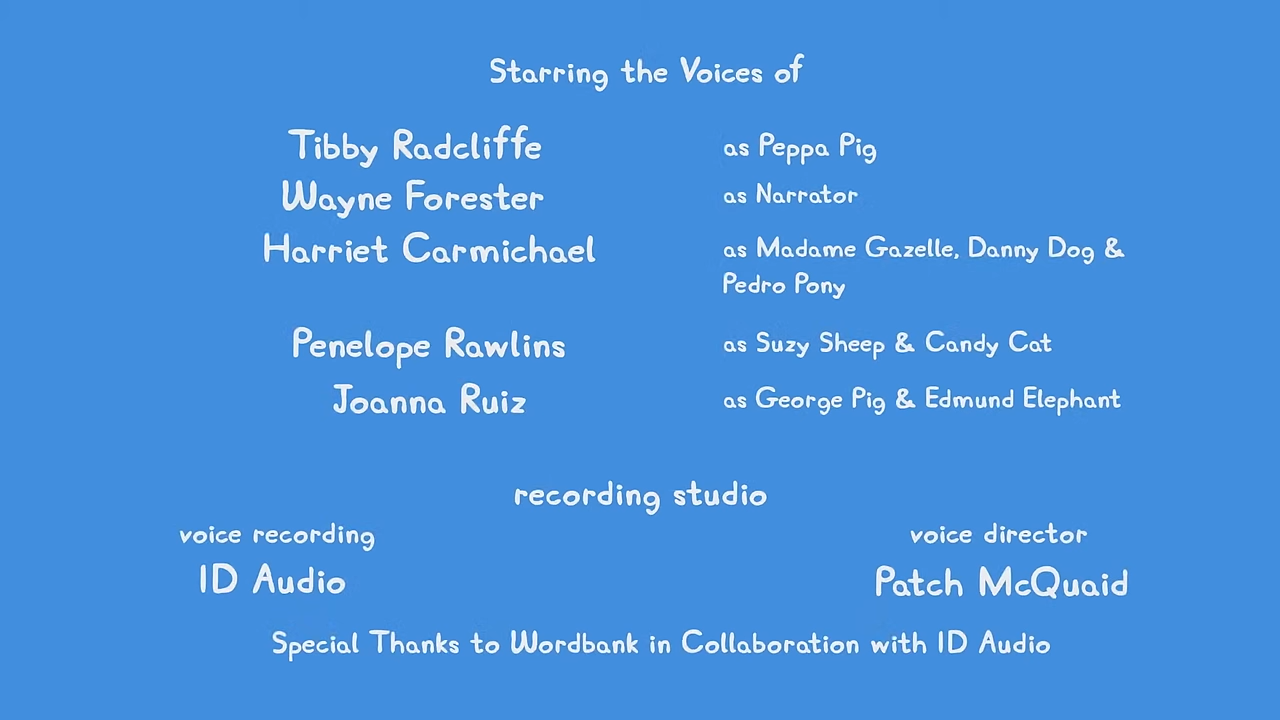 Starring the Voices of
Tibby Radcliffe as Peppa Pig
Wayne Forester as Narrator
Harriet Carmichael as Madame Gazelle, Danny Dog &
Pedro Pony
Penelope Rawlins as Suzy Sheep & Candy Cat
Joanna Ruiz as George Pig & Edmund Elephant
recording studio
voice recording voice director
ID Audio Patch McQuaid
Special Thanks to Wordbank in Collaboration with ID Audio